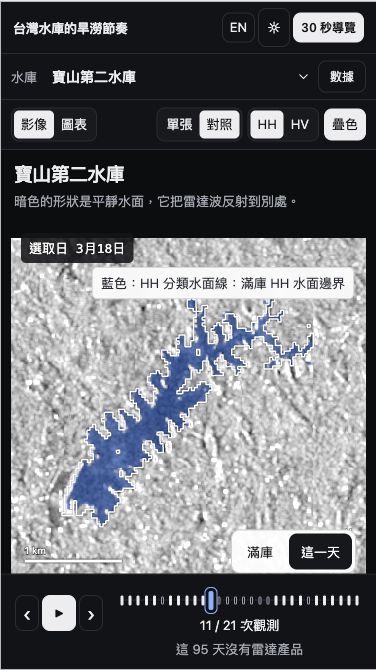 台灣水庫的旱澇節奏
EN
30 秒導覽
水庫 寶山第二水庫
數據
影像 圖表 單張 對照 HH HV 疊色
寶山第二水庫
暗色的形狀是平靜水面，它把雷達波反射到別處。
選取日 3月18日
藍色：HH 分類水面線：滿庫 HH 水面邊界
1 km
滿庫 這一天
11 / 21 次觀測
這 95 天沒有雷達產品